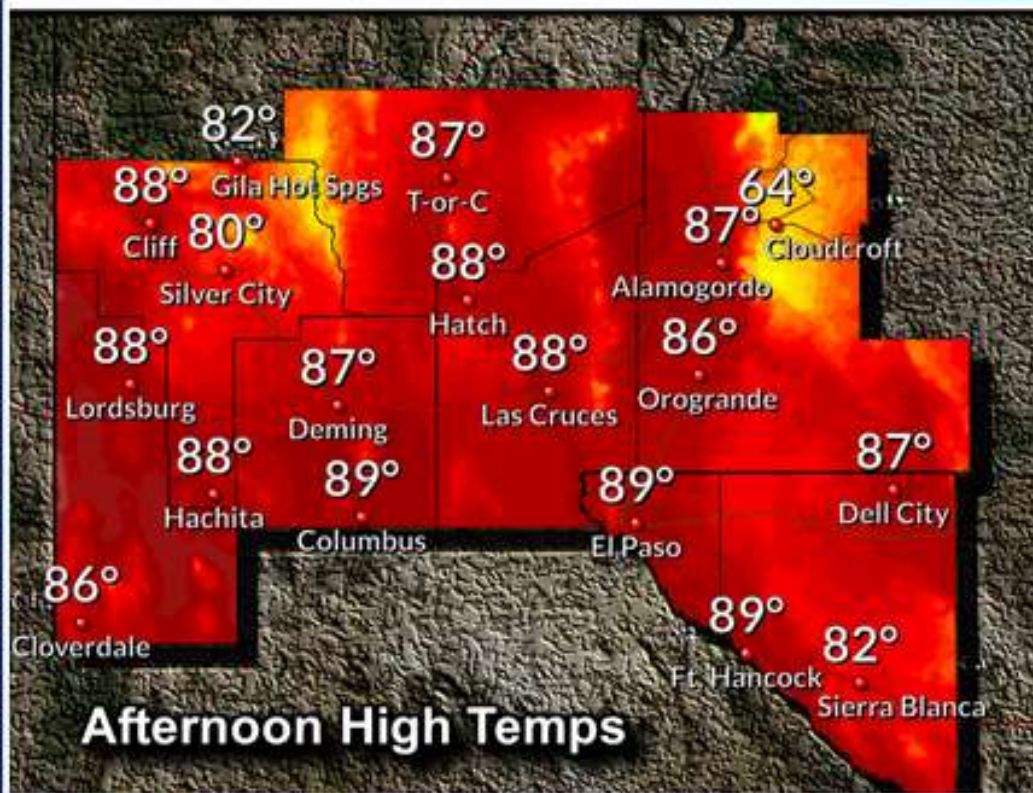 82°
Gila Hot Spgs
87°
T-or-C
88°
Cliff
80°
Silver City
64°
Cloudcroft
87°
Alamogordo
88°
Hatch
88°
Lordsburg
87°
Deming
88°
Las Cruces
86°
Orogrande
88°
Hachita
89°
Columbus
89°
El Paso
87°
Dell City
86°
Cloverdale
89°
Ft. Hancock
82°
Sierra Blanca
Afternoon High Temps